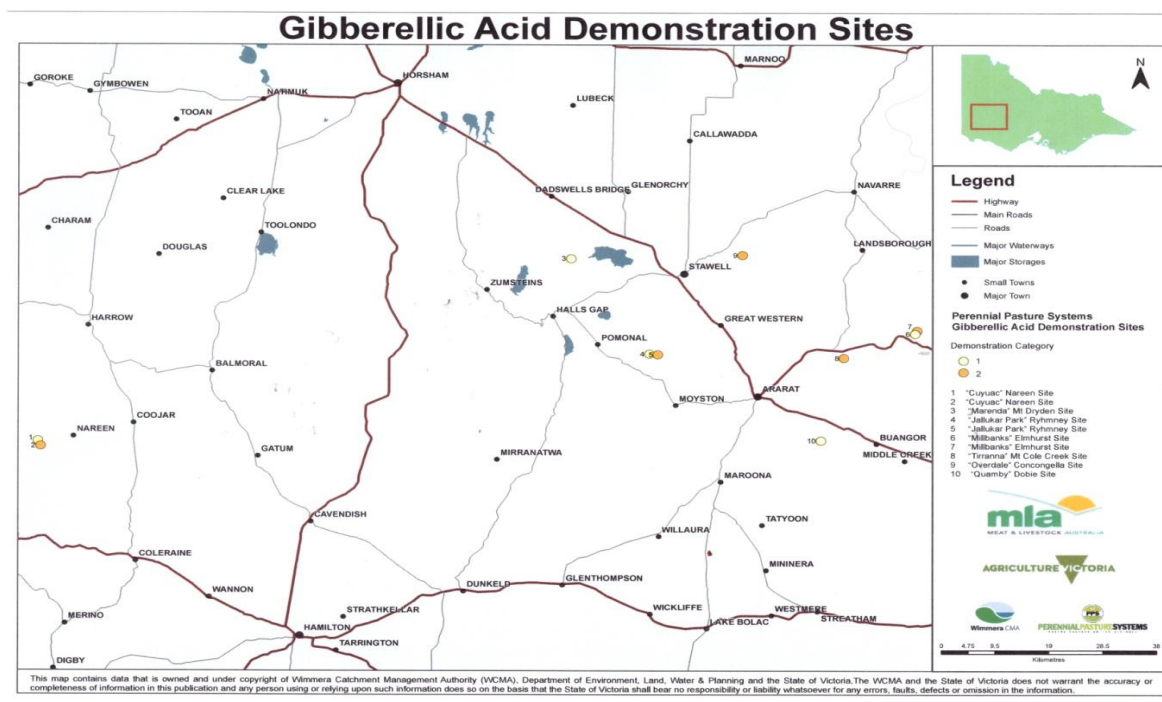 Gibberellic Acid Demonstration Sites
GOROKE
GYMBOWEN
NATIMUK
HORSHAM
MARNOO
TOOAN
LUBECK
CALLAWADDA
CLEAR LAKE
DADSWELLS BRIDGE
GLENORCHY
NAVARRE
CHARAM
TOOLONDO
DOUGLAS
LANDSBOROUGH
3
9
STAWELL
ZUMSTEINS
HARROW
HALLS GAP
GREAT WESTERN
7
6
POMONAL
4
5
8
BALMORAL
ARARAT
MOYSTON
COOJAR
NAREEN
1
2
10
BUANGOR
MIDDLE CREEK
GATUM
MIRRANATWA
MAROONA
CAVENDISH
TATYOON
WILLAURA
COLERAINE
MININERA
GLENTHOMPSON
DUNKELD
WANNON
STRATHKELLAR
WICKLIFFE
WESTMERE
STREATHAM
MERINO
HAMILTON
LAKE BOLAC
TARRINGTON
DIGBY
N
Legend
Highway
Main Roads
Roads
Major Waterways
Major Storages
Small Towns
Major Town
Perennial Pasture Systems
Gibberellic Acid Demonstration Sites
Demonstration Category
1
2
1 "Cuyuac" Nareen Site
2 "Cuyuac" Nareen Site
3 "Marenda" Mt Dryden Site
4 "Jallukar Park" Ryhmney Site
5 "Jallukar Park" Ryhmney Site
6 "Millbanks" Elmhurst Site
7 "Millbanks" Elmhurst Site
8 "Tirranna" Mt Cole Creek Site
9 "Overdale" Concongella Site
10 "Quamby" Dobie Site
mla
MEAT & LIVESTOCK AUSTRALIA
AGRICULTURE VICTORIA
Wimmera CMA
PPS
PERENNIAL PASTURE SYSTEMS
0 4.75 9.5 19 28.5 38
Kilometres
This map contains data that is owned and under copyright of Wimmera Catchment Management Authority (WCMA), Department of Environment, Land, Water & Planning and the State of Victoria.The WCMA and the State of Victoria does not warrant the accuracy or
completeness of information in this publication and any person using or relying upon such information does so on the basis that the State of Victoria shall bear no responsibility or liability whatsoever for any errors, faults, defects or omission in the information.